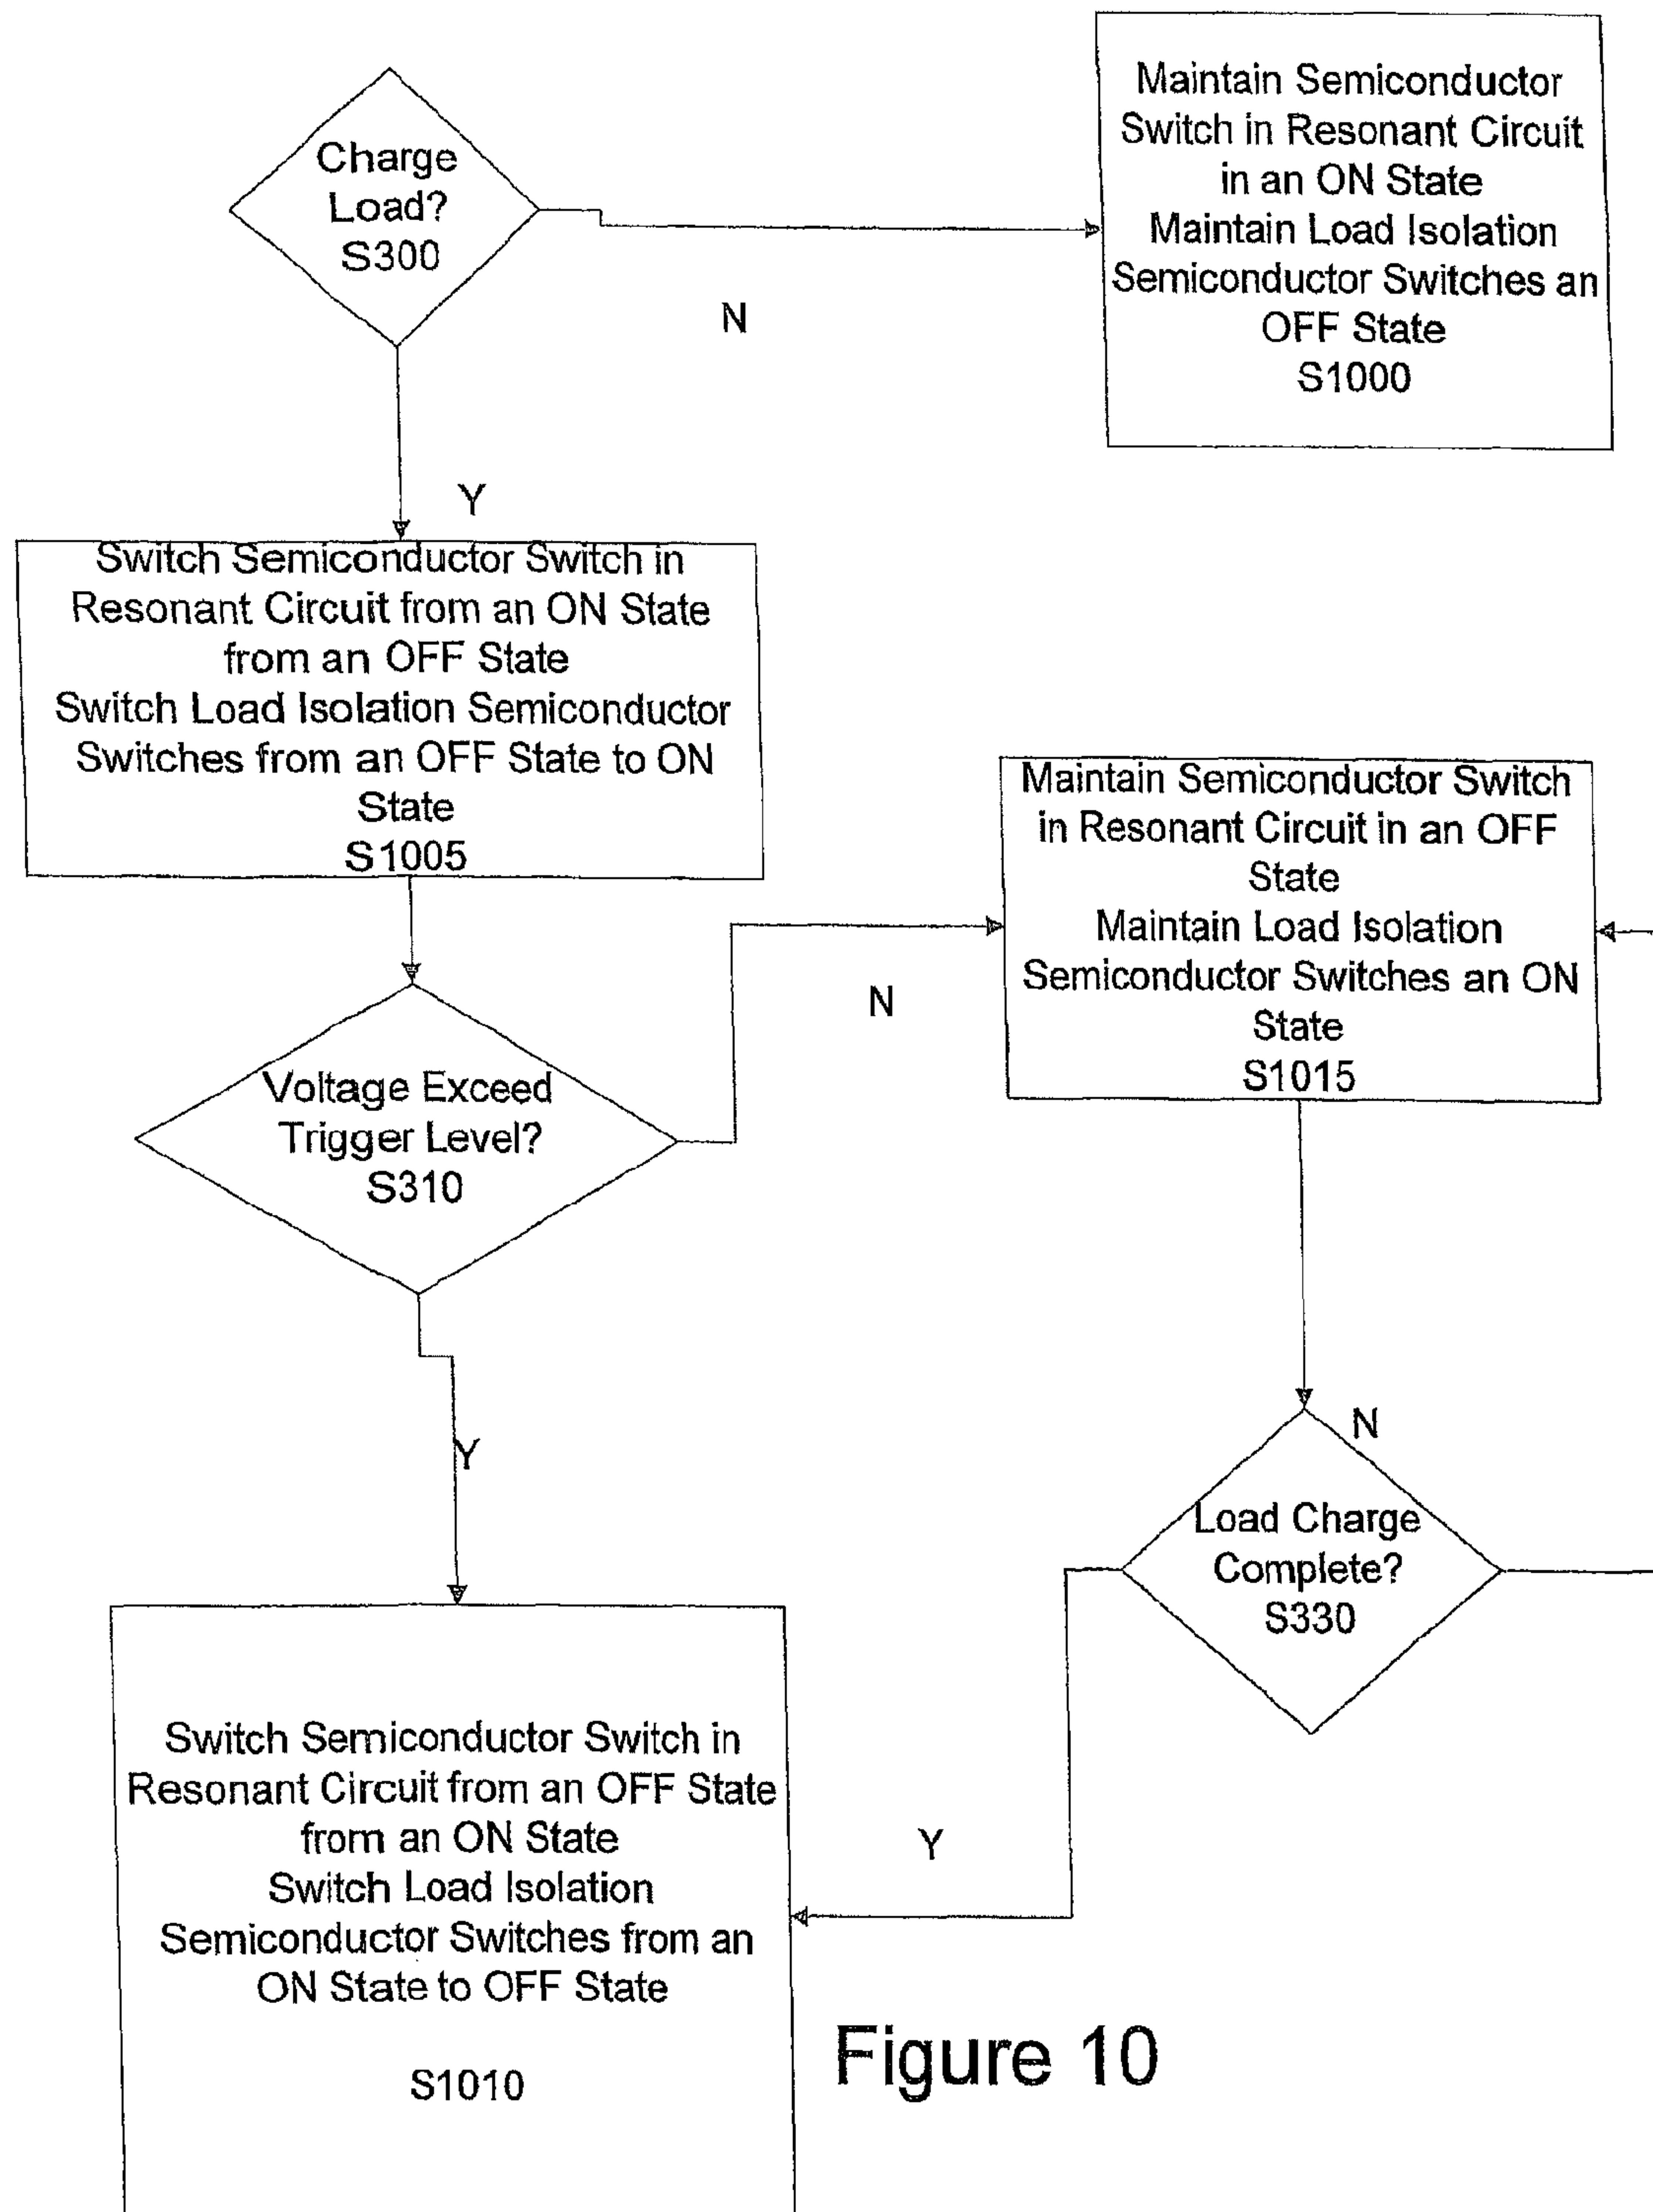 Charge
Load?
S300
N
Maintain Semiconductor
Switch in Resonant Circuit
in an ON State
Maintain Load Isolation
Semiconductor Switches an
OFF State
S1000
Y
Switch Semiconductor Switch in
Resonant Circuit from an ON State
from an OFF State
Switch Load Isolation Semiconductor
Switches from an OFF State to ON
State
S1005
Voltage Exceed
Trigger Level?
S310
N
Maintain Semiconductor Switch
in Resonant Circuit in an OFF
State
Maintain Load Isolation
Semiconductor Switches an ON
State
S1015
Y
N
Load Charge
Complete?
S330
Y
Switch Semiconductor Switch in
Resonant Circuit from an OFF State
from an ON State
Switch Load Isolation
Semiconductor Switches from an
ON State to OFF State
S1010
Figure 10